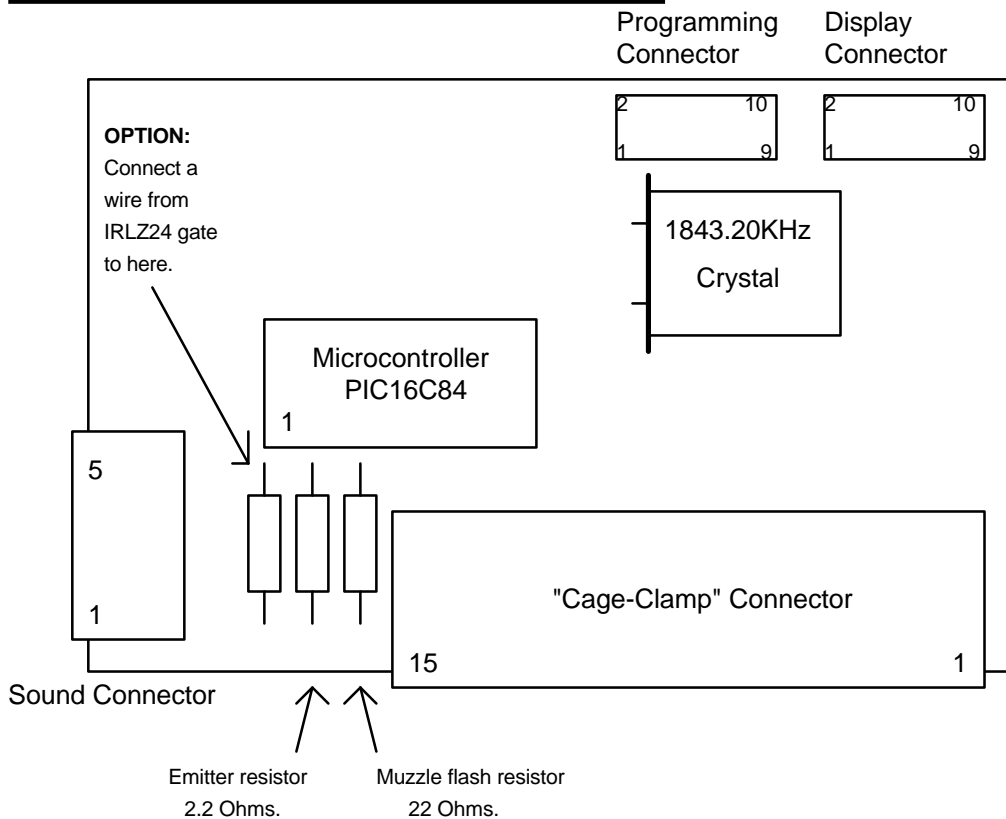 Programming
Connector
Display
Connector
2 10
1 9
2 10
1 9
OPTION:
Connect a
wire from
IRLZ24 gate
to here.
1843.20KHz
Crystal
Microcontroller
PIC16C84
1
5
1
"Cage-Clamp" Connector
15 1
Sound Connector
Emitter resistor
2.2 Ohms.
Muzzle flash resistor
22 Ohms.